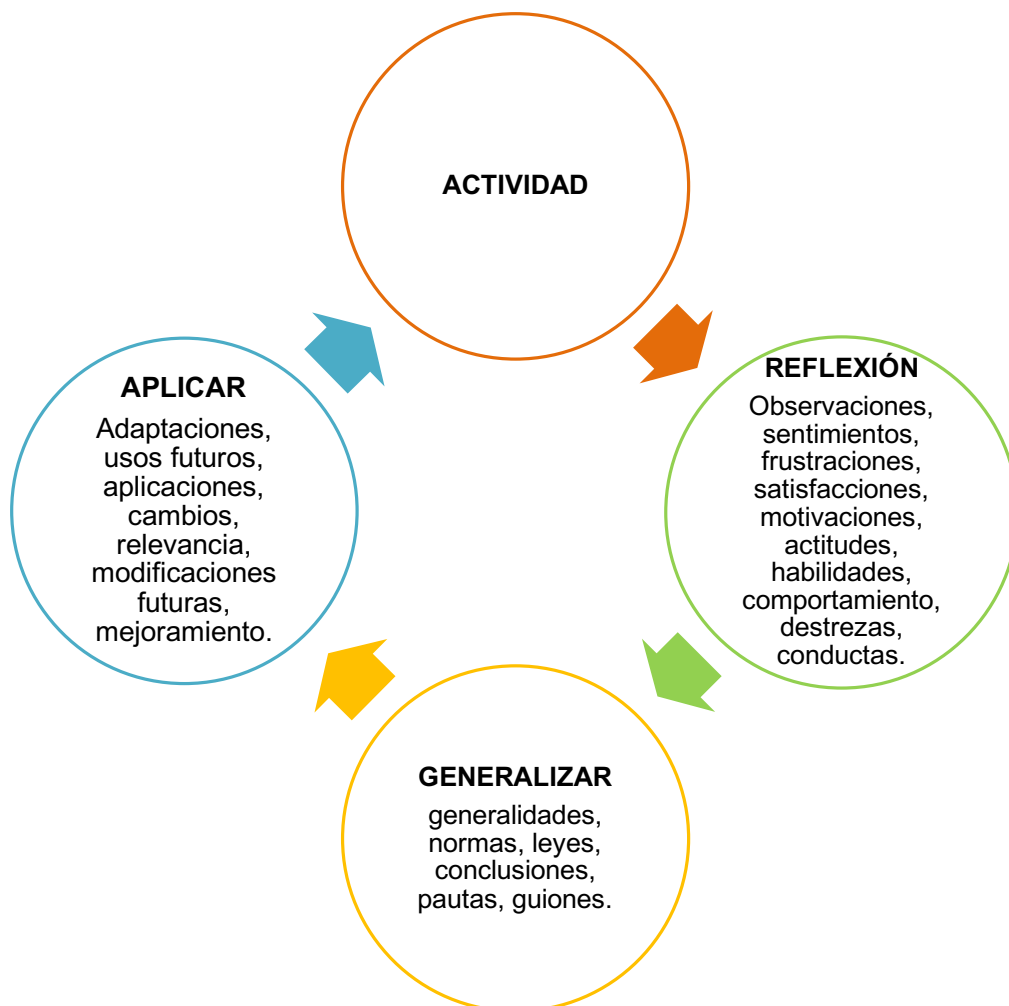 ACTIVIDAD
REFLEXIÓN
Observaciones,
sentimientos,
frustraciones,
satisfacciones,
motivaciones,
actitudes,
habilidades,
comportamiento,
destrezas,
conductas.
GENERALIZAR
generalidades,
normas, leyes,
conclusiones,
pautas, guiones.
APLICAR
Adaptaciones,
usos futuros,
aplicaciones,
cambios,
relevancia,
modificaciones
futuras,
mejoramiento.